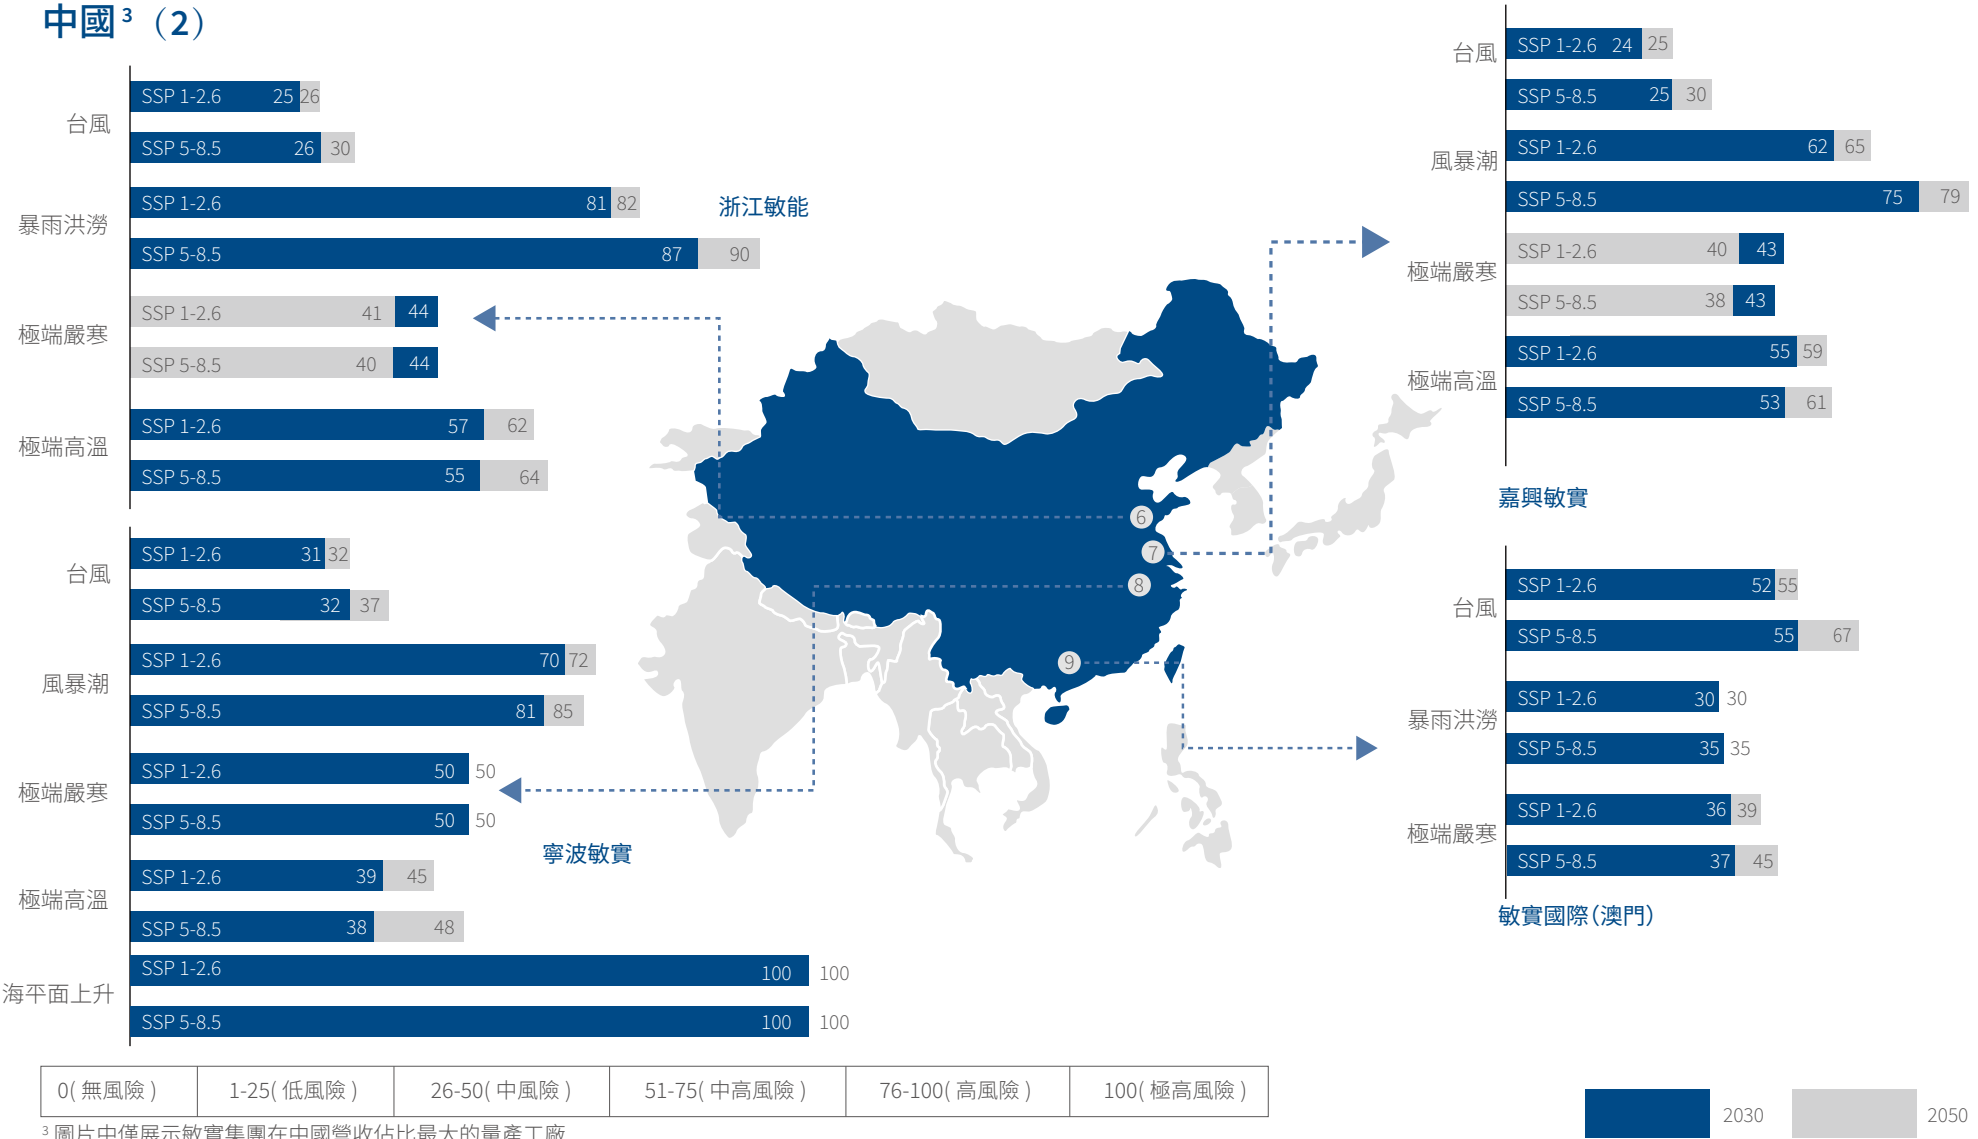 中國³（2）
台風
SSP 1-2.6 25 26
SSP 5-8.5 26 30
暴雨洪澇
SSP 1-2.6 81 82
SSP 5-8.5 87 90
極端嚴寒
SSP 1-2.6 41 44
SSP 5-8.5 40 44
極端高溫
SSP 1-2.6 57 62
SSP 5-8.5 55 64
浙江敏能
台風
SSP 1-2.6 31 32
SSP 5-8.5 32 37
風暴潮
SSP 1-2.6 70 72
SSP 5-8.5 81 85
極端嚴寒
SSP 1-2.6 50 50
SSP 5-8.5 50 50
極端高溫
SSP 1-2.6 39 45
SSP 5-8.5 38 48
海平面上升
SSP 1-2.6 100 100
SSP 5-8.5 100 100
寧波敏實
6
7
8
9
台風
SSP 1-2.6 24 25
SSP 5-8.5 25 30
風暴潮
SSP 1-2.6 62 65
SSP 5-8.5 75 79
極端嚴寒
SSP 1-2.6 40 43
SSP 5-8.5 38 43
極端高溫
SSP 1-2.6 55 59
SSP 5-8.5 53 61
嘉興敏實
台風
SSP 1-2.6 52 55
SSP 5-8.5 55 67
暴雨洪澇
SSP 1-2.6 30 30
SSP 5-8.5 35 35
極端嚴寒
SSP 1-2.6 36 39
SSP 5-8.5 37 45
敏實國際（澳門）
0( 無風險 ) 1-25( 低風險 ) 26-50( 中風險 ) 51-75( 中高風險 ) 76-100( 高風險 ) 100( 極高風險 )
2030 2050
³ 圖片中僅展示敏實集團在中國營收佔比最大的量產工廠